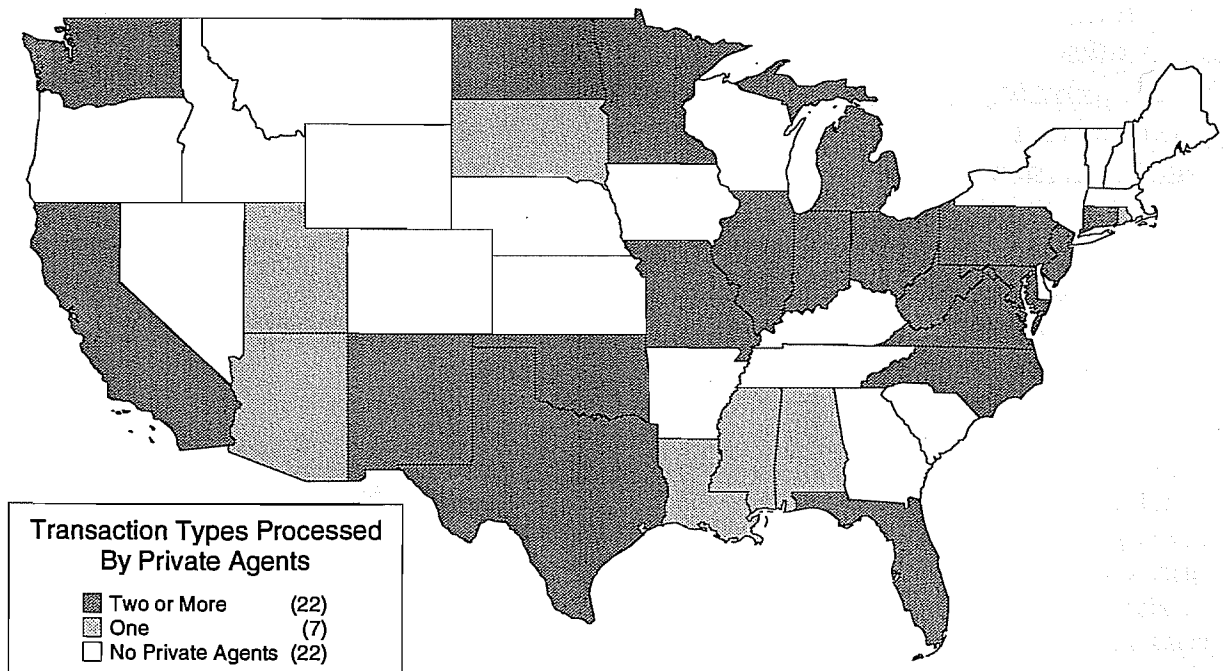 Transaction Types Processed
By Private Agents
Two or More (22)
One (7)
No Private Agents (22)